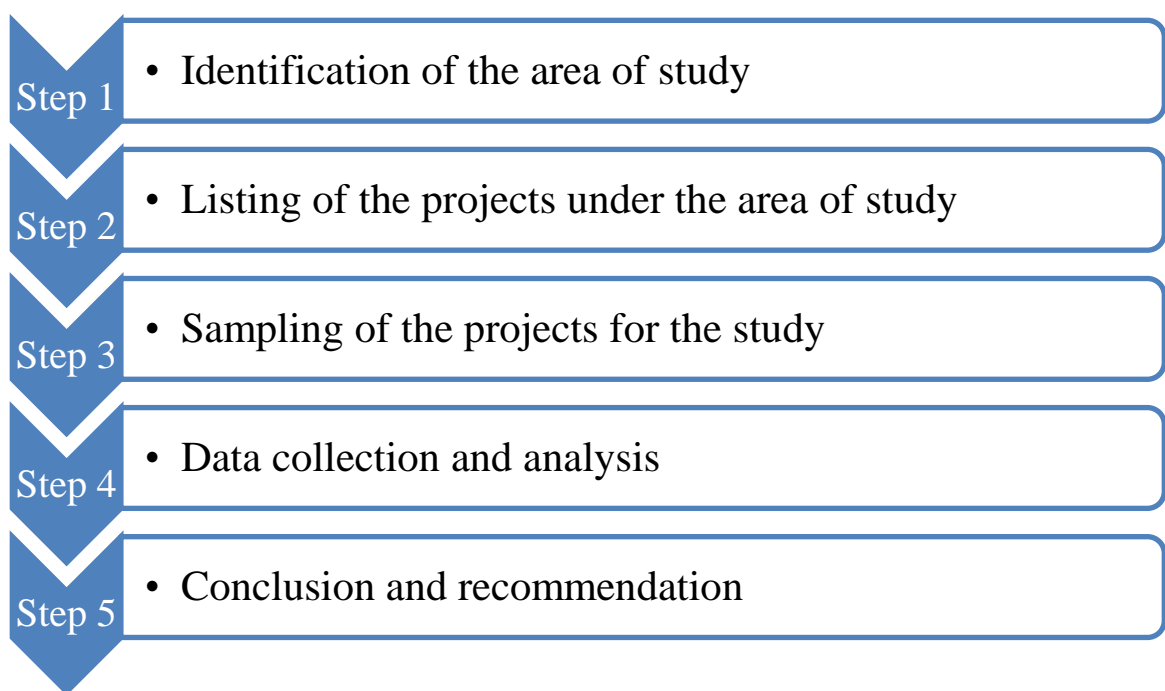 Step 1
• Identification of the area of study
Step 2
• Listing of the projects under the area of study
Step 3
• Sampling of the projects for the study
Step 4
• Data collection and analysis
Step 5
• Conclusion and recommendation